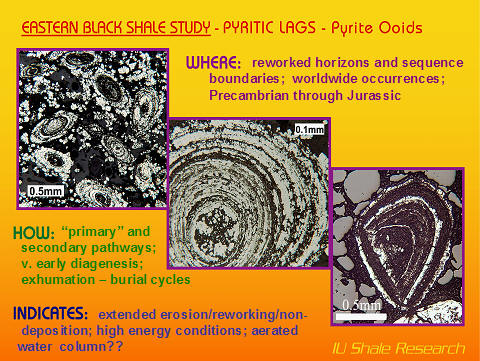 EASTERN BLACK SHALE STUDY - PYRITIC LAGS - Pyrite Ooids
WHERE: reworked horizons and sequence
boundaries; worldwide occurrences;
Precambrian through Jurassic
0.5mm
0.1mm
0.5mm
HOW: "primary" and
secondary pathways;
v. early diagenesis;
exhumation – burial cycles
INDICATES: extended erosion/reworking/non-
deposition; high energy conditions; aerated
water column??
IU Shale Research